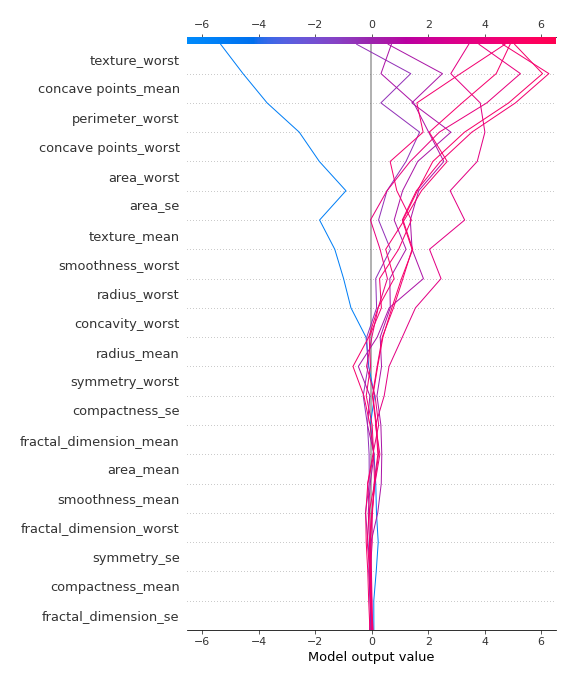 −6 −4 −2 0 2 4 6
texture_worst
concave points_mean
perimeter_worst
concave points_worst
area_worst
area_se
texture_mean
smoothness_worst
radius_worst
concavity_worst
radius_mean
symmetry_worst
compactness_se
fractal_dimension_mean
area_mean
smoothness_mean
fractal_dimension_worst
symmetry_se
compactness_mean
fractal_dimension_se
−6 −4 −2 0 2 4 6
Model output value